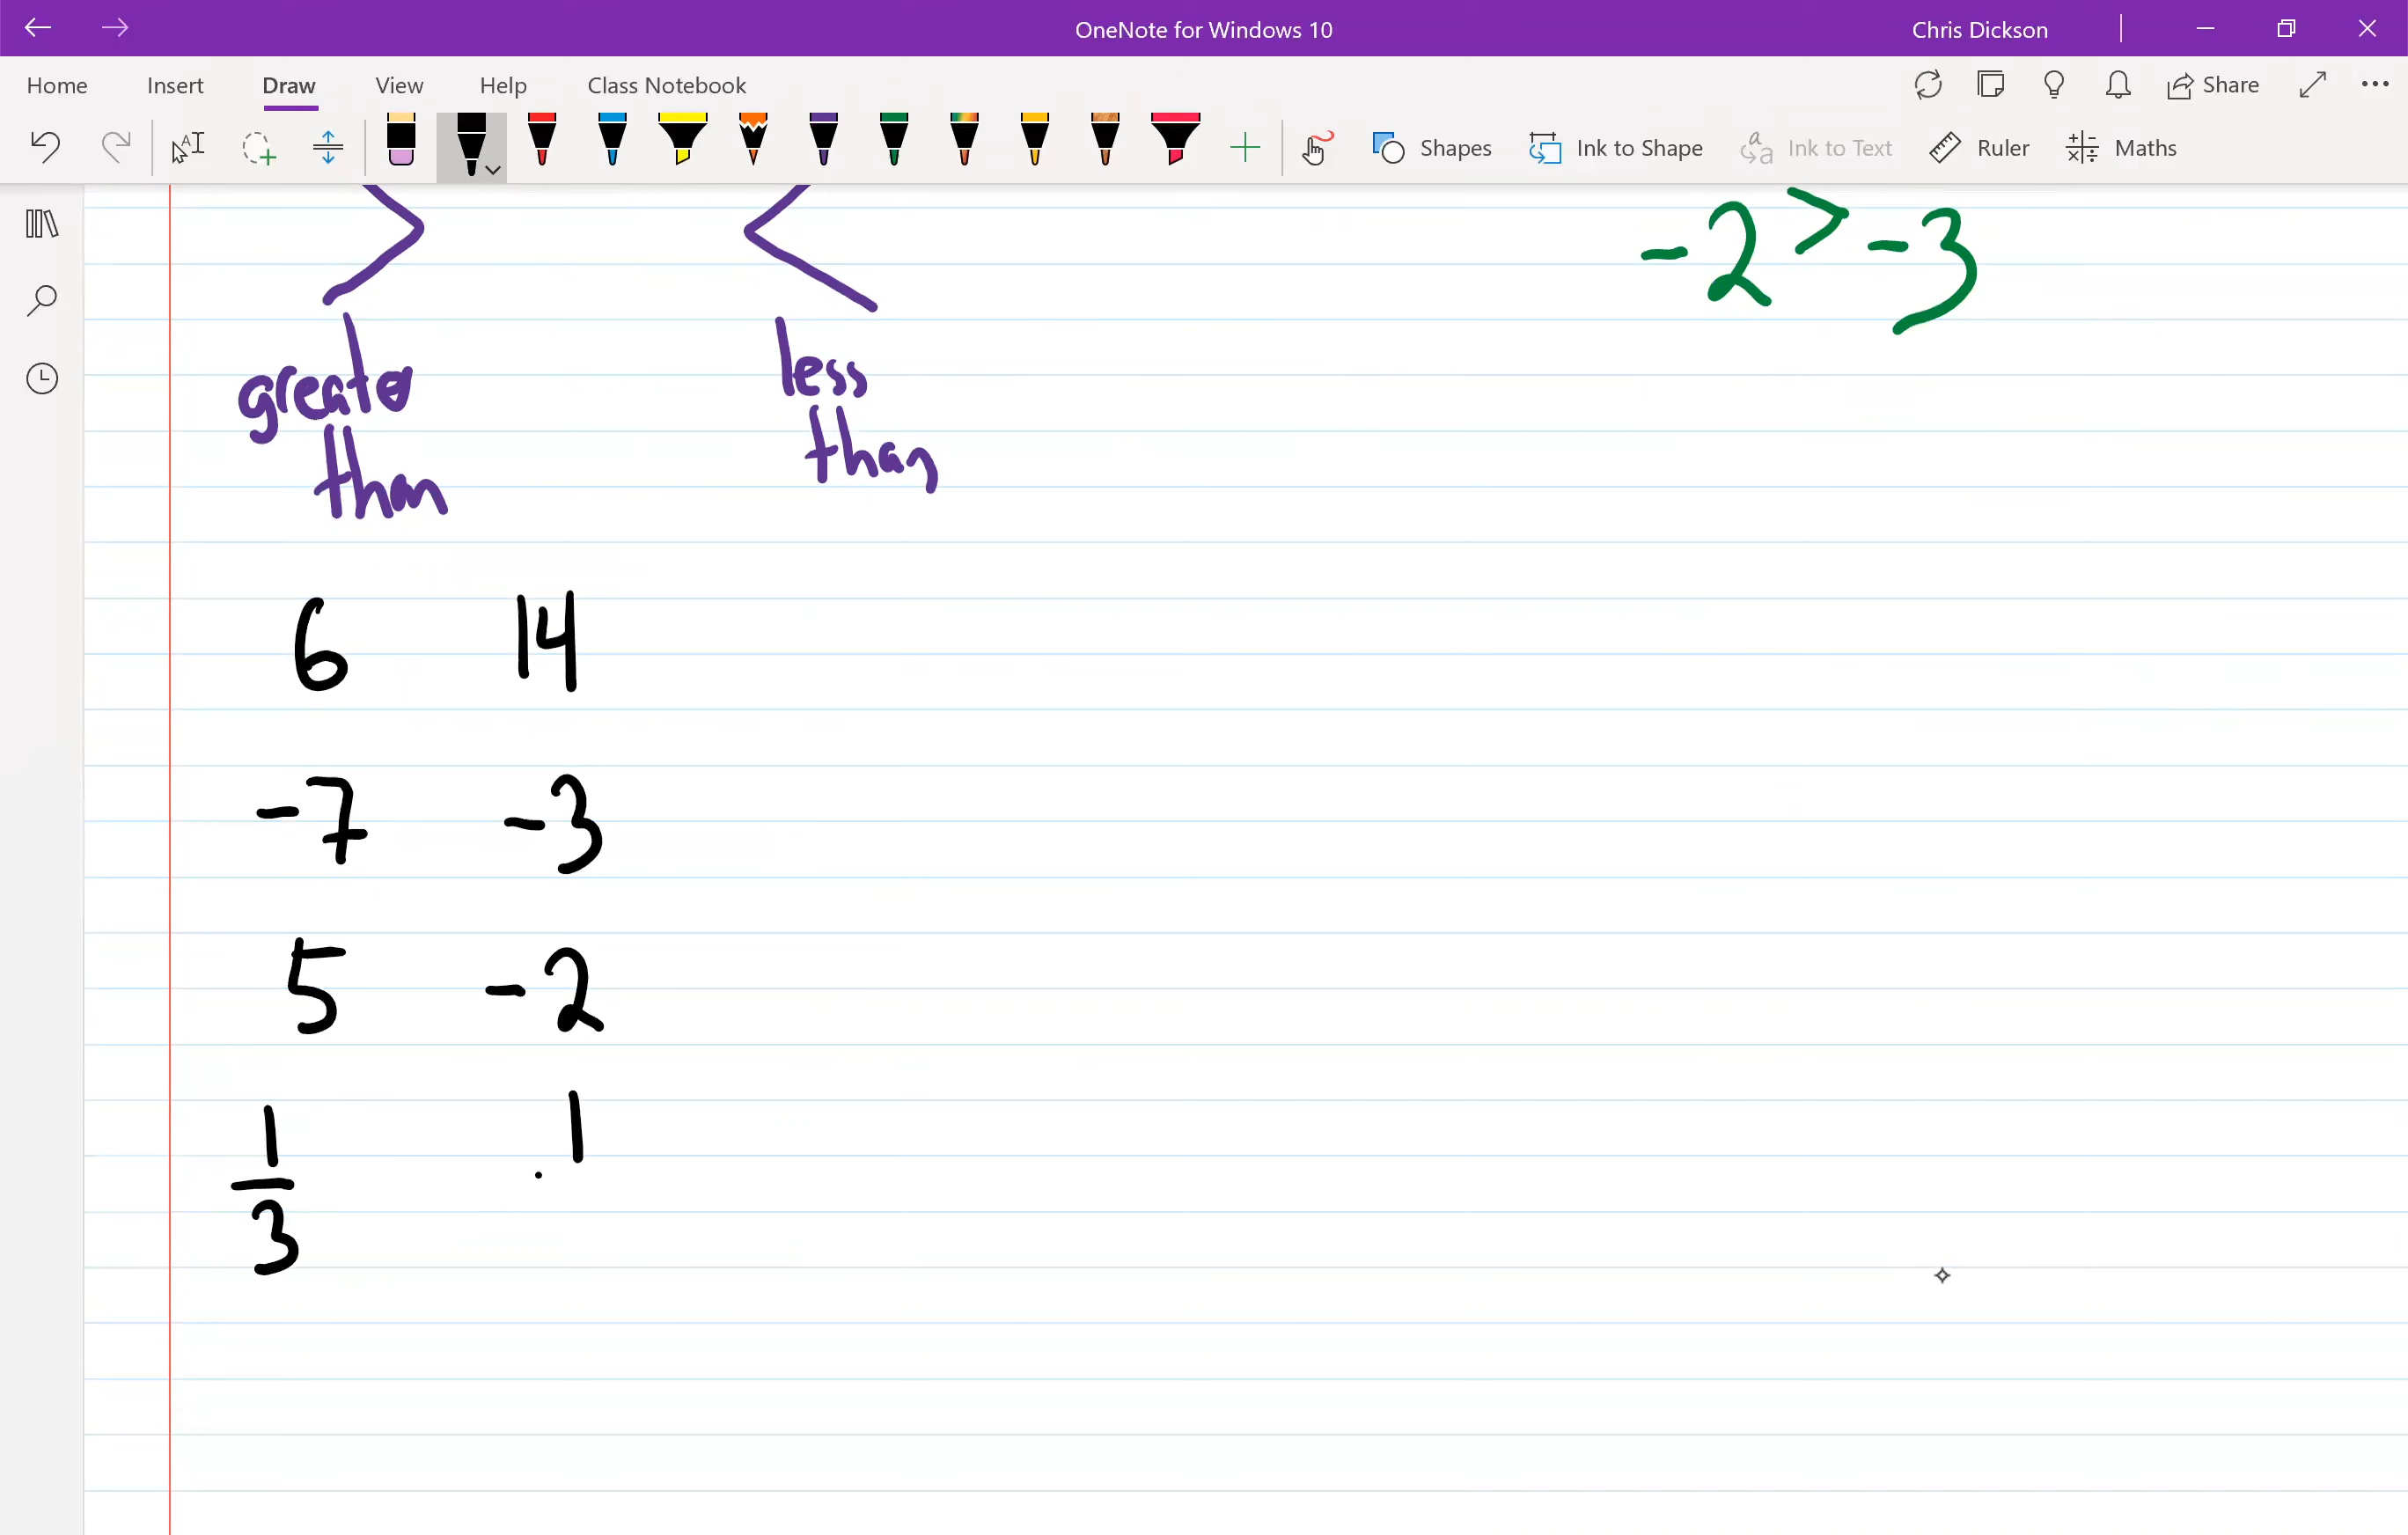 OneNote for Windows 10
Chris Dickson
Home Insert Draw View Help Class Notebook
Share
Shapes Ink to Shape Ink to Text Ruler Maths
> <
-2 > -3
greater
than
less
than
6 14
-7 -3
5 -2
1
3
1